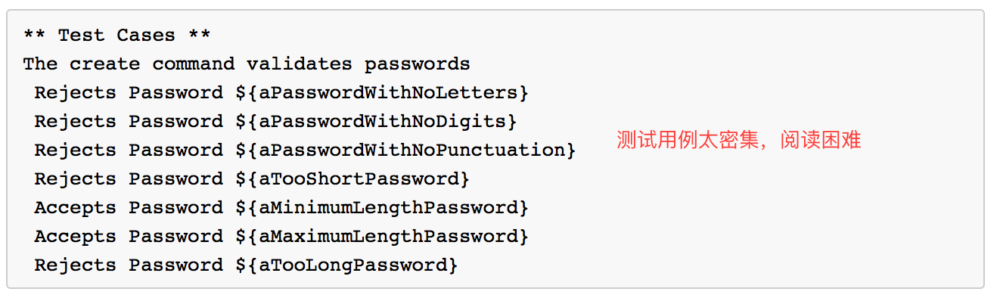 ** Test Cases **
The create command validates passwords
Rejects Password ${aPasswordWithNoLetters}
Rejects Password ${aPasswordWithNoDigits}
Rejects Password ${aPasswordWithNoPunctuation}
测试用例太密集，阅读困难
Rejects Password ${aTooShortPassword}
Accepts Password ${aMinimumLengthPassword}
Accepts Password ${aMaximumLengthPassword}
Rejects Password ${aTooLongPassword}